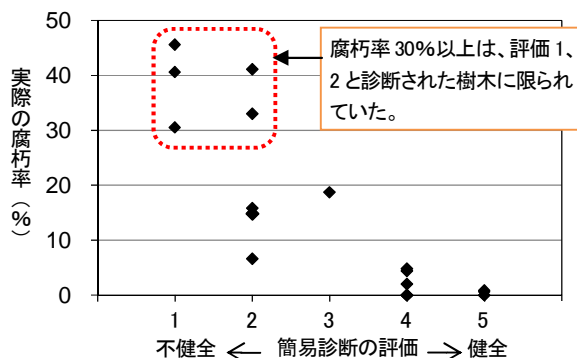 50
40
30
20
10
0
実際の腐朽率（％）
腐朽率30％以上は、評価1、
2と診断された樹木に限られ
ていた。
1 2 3 4 5
不健全 ← 簡易診断の評価 → 健全